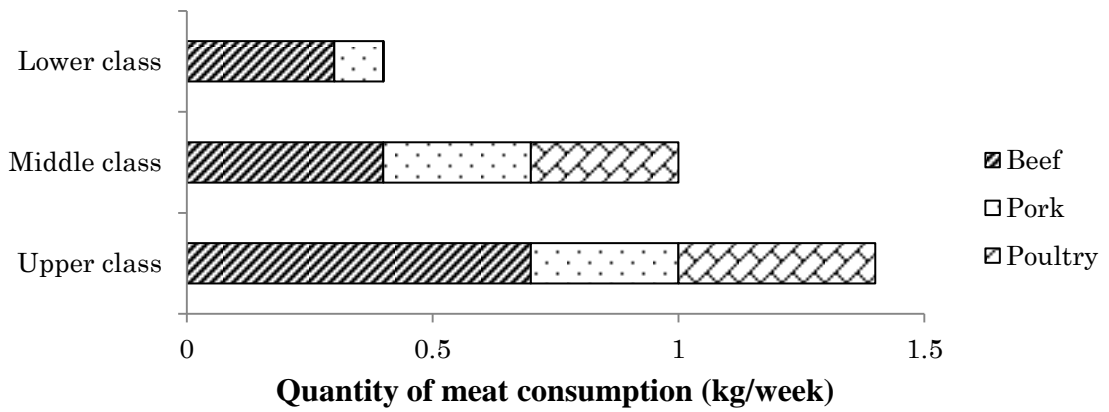 Lower class
Middle class
Upper class
Beef
Pork
Poultry
0 0.5 1 1.5
Quantity of meat consumption (kg/week)